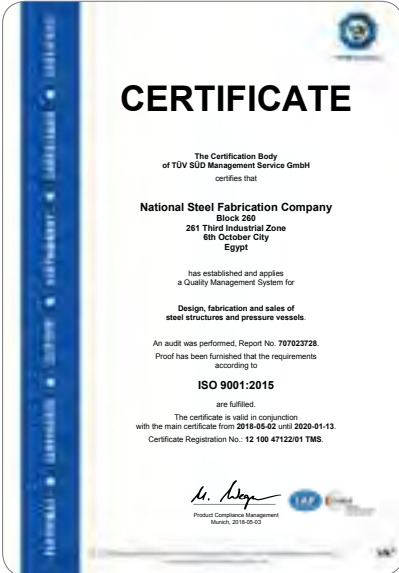 CERTIFICATE
The Certification Body
of TÜV SÜD Management Service GmbH
certifies that
National Steel Fabrication Company
Block 260
261 Third Industrial Zone
6th October City
Egypt
has established and applies
a Quality Management System for
Design, fabrication and sales of
steel structures and pressure vessels.
An audit was performed, Report No. 707023728.
Proof has been furnished that the requirements
according to
ISO 9001:2015
are fulfilled.
The certificate is valid in conjunction
with the main certificate from 2018-05-02 until 2020-01-13.
Certificate Registration No.: 12 100 47122/01 TMS.
Product Compliance Management
Munich, 2018-05-03
IAF